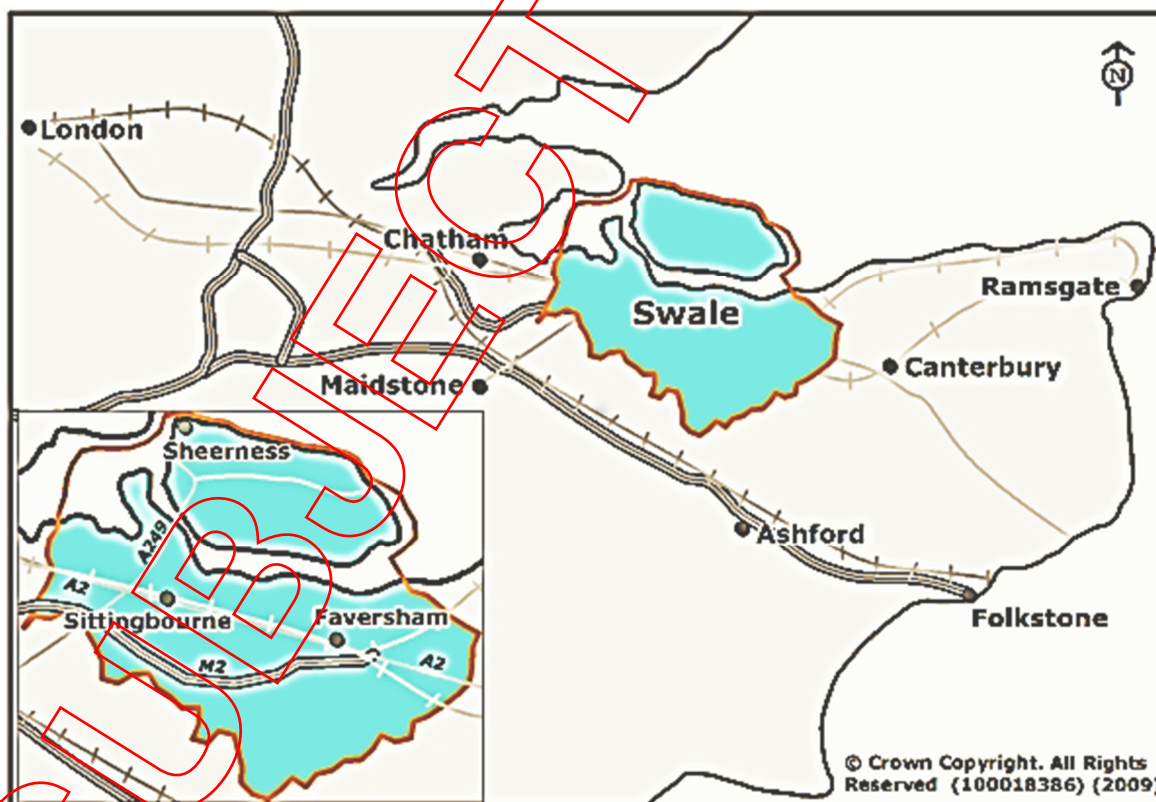 London
Chatham
Swale
Ramsgate
Canterbury
Maidstone
Ashford
Folkstone
N
Sheerness
A249
A2
Sittingbourne
Faversham
M2
A2
© Crown Copyright. All Rights
Reserved (100018386) (2009)
UBJECT